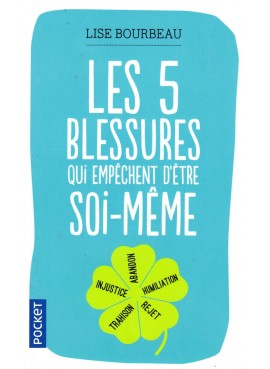 LISE BOURBEAU
LES 5
BLESSURES
QUi EMPÊCHENT D'ÊTRE
SOi-MÊME
ABANDON
INJUSTICE
HUMILIATION
TRAHISON
REJET
POCKET